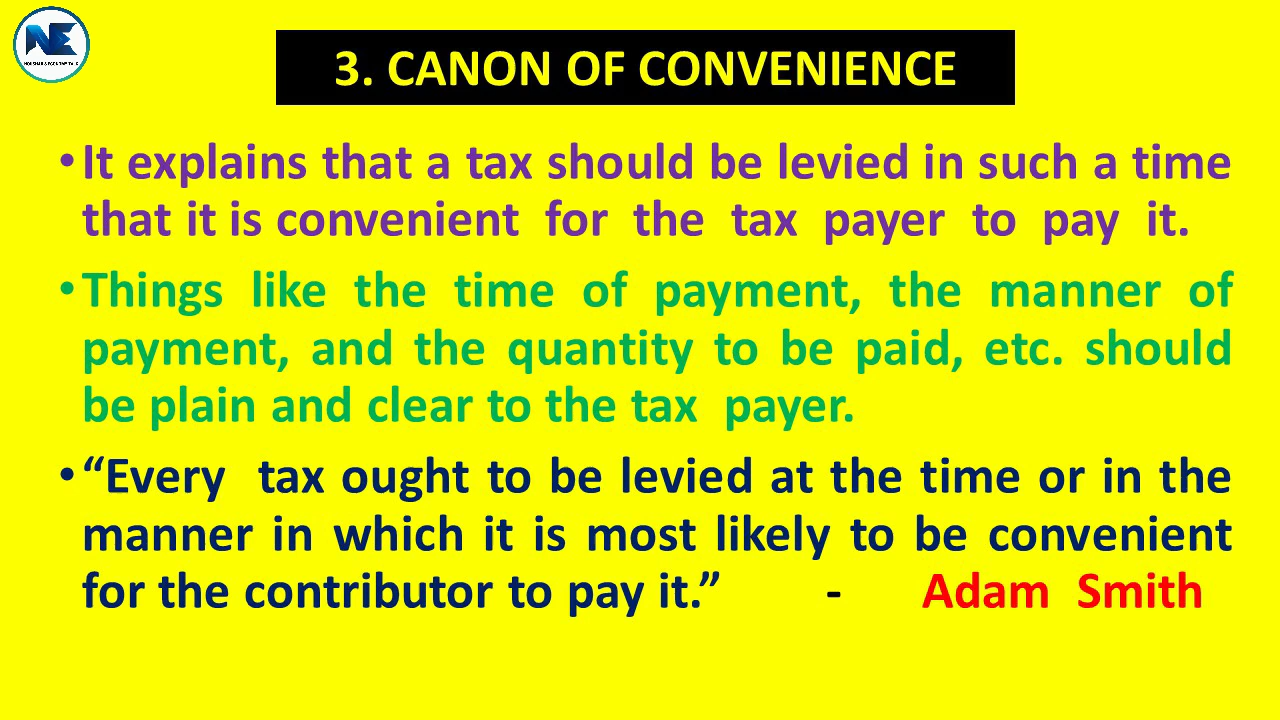 NE
3. CANON OF CONVENIENCE
•It explains that a tax should be levied in such a time
that it is convenient for the tax payer to pay it.
•Things like the time of payment, the manner of
payment, and the quantity to be paid, etc. should
be plain and clear to the tax payer.
•“Every tax ought to be levied at the time or in the
manner in which it is most likely to be convenient
for the contributor to pay it.” - Adam Smith